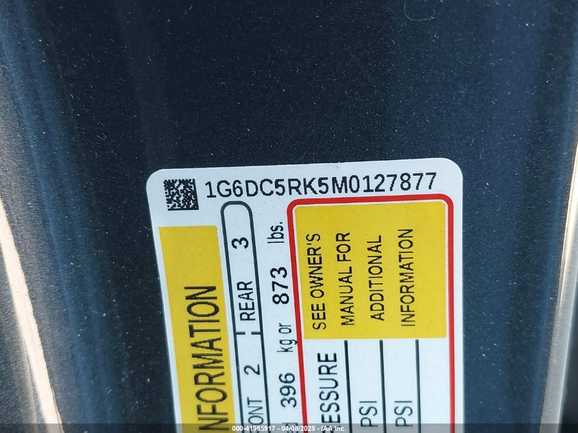 1G6DC5RK5M0127877
INFORMATION
ONT 2 REAR 3
396 kg or 873 lbs.
SEE OWNER'S
MANUAL FOR
ADDITIONAL
INFORMATION
ESSURE
PSI
PSI